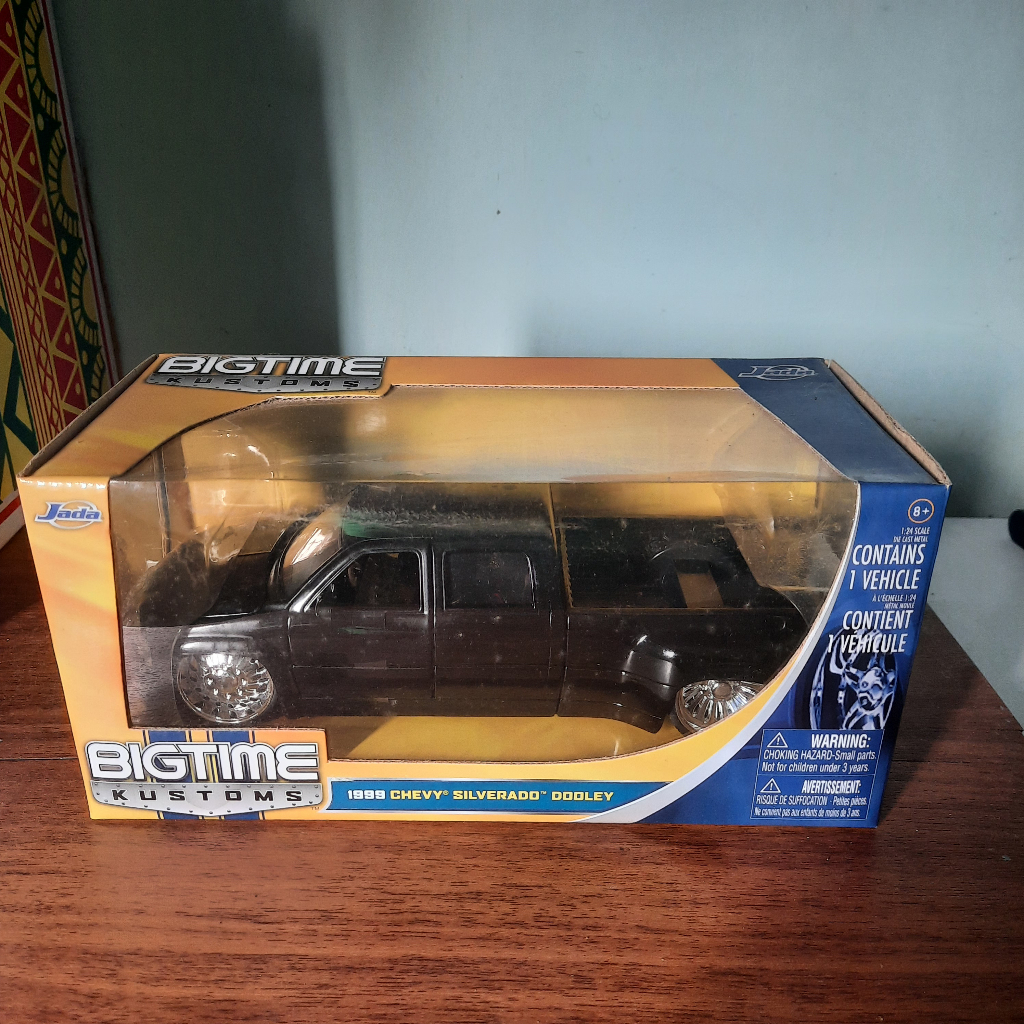 BIGTIME
KUSTOMS
Jada
Jada
8+
1:24 SCALE
DIE CAST METAL
CONTAINS
1 VEHICLE
À L'ÉCHELLE 1:24
MÉTAL MOULÉ
CONTIENT
1 VÉHICULE
BIGTIME
KUSTOMS™
1999 CHEVY® SILVERADO™ DOOLEY
WARNING:
CHOKING HAZARD-Small parts.
Not for children under 3 years.
AVERTISSEMENT:
RISQUE DE SUFFOCATION - Petites pièces.
Ne convient pas aux enfants de moins de 3 ans.